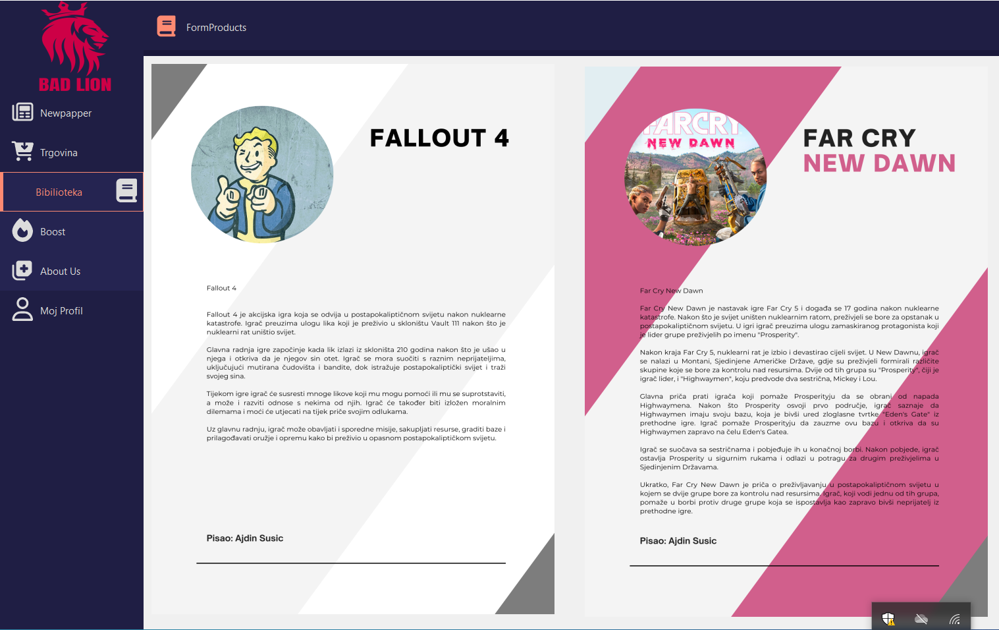 BAD LION
Newpapper
Trgovina
Bibilioteka
Boost
About Us
Moj Profil
FormProducts
FALLOUT 4
Fallout 4
Fallout 4 je akcijska igra koja se odvija u postapokaliptičnom svijetu nakon nuklearne
katastrofe. Igrač preuzima ulogu lika koji je preživio u skloništu Vault 111 nakon što je
nuklearni rat uništio svijet.
Glavna radnja igre započinje kada lik izlazi iz skloništa 210 godina nakon što je ušao u
njega i otkriva da je njegov sin otet. Igrač se mora suočiti s raznim neprijateljima,
uključujući mutirana čudovišta i bandite, dok istražuje postapokaliptički svijet i traži
svojeg sina.
Tijekom igre igrač će susresti mnoge likove koji mu mogu pomoći ili mu se suprotstaviti,
a može i razviti odnose s nekima od njih. Igrač će također biti izložen moralnim
dilemama i moći će utjecati na tijek priče svojim odlukama.
Uz glavnu radnju, igrač može obavljati i sporedne misije, sakupljati resurse, graditi baze i
prilagođavati oružje i opremu kako bi preživio u opasnom postapokaliptičkom svijetu.
Pisao: Ajdin Susic
FARCRY
NEW DAWN
FAR CRY
NEW DAWN
Far Cry New Dawn
Far Cry New Dawn je nastavak igre Far Cry 5 i događa se 17 godina nakon nuklearne
katastrofe. Nakon što je svijet uništen nuklearnim ratom, preživjeli se bore za opstanak u
postapokaliptičnom svijetu. U igri igrač preuzima ulogu zamaskiranog protagonista koji
je lider grupe preživjelih po imenu "Prosperity".
Nakon kraja Far Cry 5, nuklearni rat je izbio i devastirao cijeli svijet. U New Dawnu, igrač
se nalazi u Montani, Sjedinjene Američke Države, gdje su preživjeli formirali različite
skupine koje se bore za kontrolu nad resursima. Dvije od tih grupa su "Prosperity", čiji je
igrač lider, i "Highwaymen", koju predvode dva sestrična, Mickey i Lou.
Glavna priča prati igrača koji pomaže Prosperityju da se obrani od napada
Highwaymena. Nakon što Prosperity osvoji prvo područje, igrač saznaje da
Highwaymen imaju svoju bazu, koja je bivši ured zloglasne tvrtke "Eden's Gate" iz
prethodne igre. Igrač pomaže Prosperityju da zauzme ovu bazu i otkriva da su
Highwaymen zapravo na čelu Eden's Gatea.
Igrač se suočava sa sestričnama i pobjeđuje ih u konačnoj borbi. Nakon pobjede, igrač
ostavlja Prosperity u sigurnim rukama i odlazi u potragu za drugim preživjelima u
Sjedinjenim Državama.
Ukratko, Far Cry New Dawn je priča o preživljavanju u postapokaliptičnom svijetu u
kojem se dvije grupe bore za kontrolu nad resursima. Igrač, koji vodi jednu od tih grupa,
pomaže u borbi protiv druge grupe koja se ispostavlja kao zapravo bivši neprijatelj iz
prethodne igre.
Pisao: Ajdin Susic